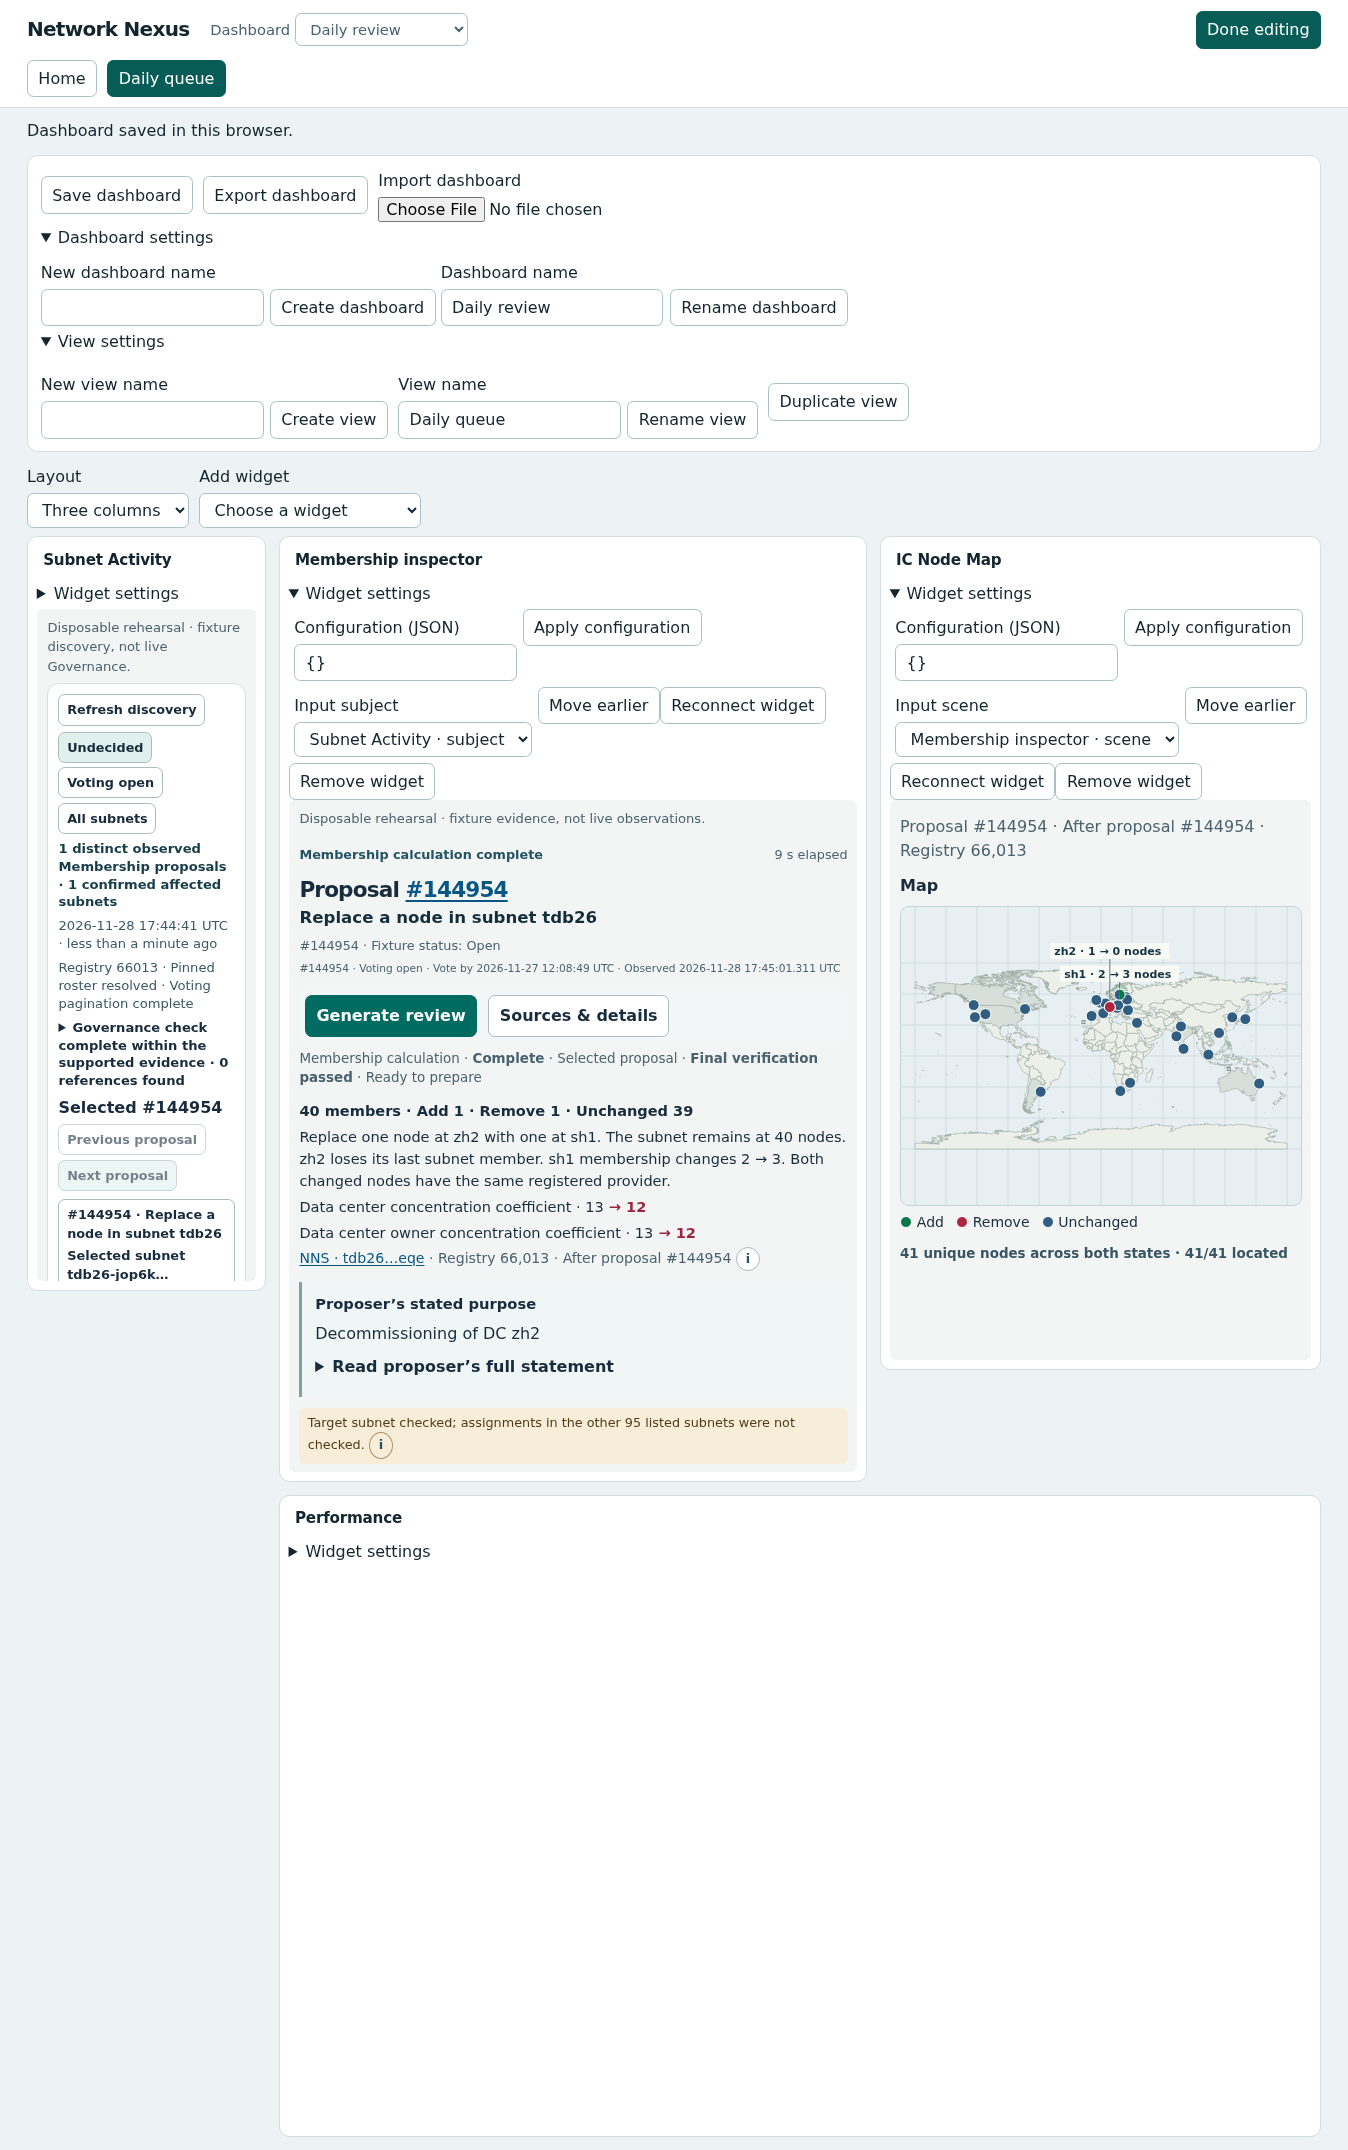 Network Nexus
Dashboard
Daily review
Done editing
Home
Daily queue
Dashboard saved in this browser.
Save dashboard
Export dashboard
Import dashboard
Choose File No file chosen
▼ Dashboard settings
New dashboard name
Dashboard name
Create dashboard
Daily review
Rename dashboard
▼ View settings
New view name
View name
Create view
Daily queue
Rename view
Duplicate view
Layout
Add widget
Three columns
Choose a widget
Subnet Activity
▶ Widget settings
Disposable rehearsal · fixture
discovery, not live
Governance.
Refresh discovery
Undecided
Voting open
All subnets
1 distinct observed
Membership proposals
· 1 confirmed affected
subnets
2026-11-28 17:44:41 UTC
· less than a minute ago
Registry 66013 · Pinned
roster resolved · Voting
pagination complete
▶ Governance check
complete within the
supported evidence · 0
references found
Selected #144954
Previous proposal
Next proposal
#144954 · Replace a
node in subnet tdb26
Selected subnet
tdb26-jop6k…
Membership inspector
▼ Widget settings
Configuration (JSON)
Apply configuration
{}
Input subject
Move earlier
Reconnect widget
Subnet Activity · subject
Remove widget
Disposable rehearsal · fixture evidence, not live observations.
Membership calculation complete
9 s elapsed
Proposal #144954
Replace a node in subnet tdb26
#144954 · Fixture status: Open
#144954 · Voting open · Vote by 2026-11-27 12:08:49 UTC · Observed 2026-11-28 17:45:01.311 UTC
Generate review
Sources & details
Membership calculation · Complete · Selected proposal · Final verification
passed · Ready to prepare
40 members · Add 1 · Remove 1 · Unchanged 39
Replace one node at zh2 with one at sh1. The subnet remains at 40 nodes.
zh2 loses its last subnet member. sh1 membership changes 2 → 3. Both
changed nodes have the same registered provider.
Data center concentration coefficient · 13 → 12
Data center owner concentration coefficient · 13 → 12
NNS · tdb26…eqe · Registry 66,013 · After proposal #144954 i
Proposer’s stated purpose
Decommissioning of DC zh2
▶ Read proposer’s full statement
Target subnet checked; assignments in the other 95 listed subnets were not
checked. i
IC Node Map
▼ Widget settings
Configuration (JSON)
Apply configuration
{}
Input scene
Move earlier
Membership inspector · scene
Reconnect widget
Remove widget
Proposal #144954 · After proposal #144954 ·
Registry 66,013
Map
zh2 · 1 → 0 nodes
sh1 · 2 → 3 nodes
Add
Remove
Unchanged
41 unique nodes across both states · 41/41 located
Performance
▶ Widget settings